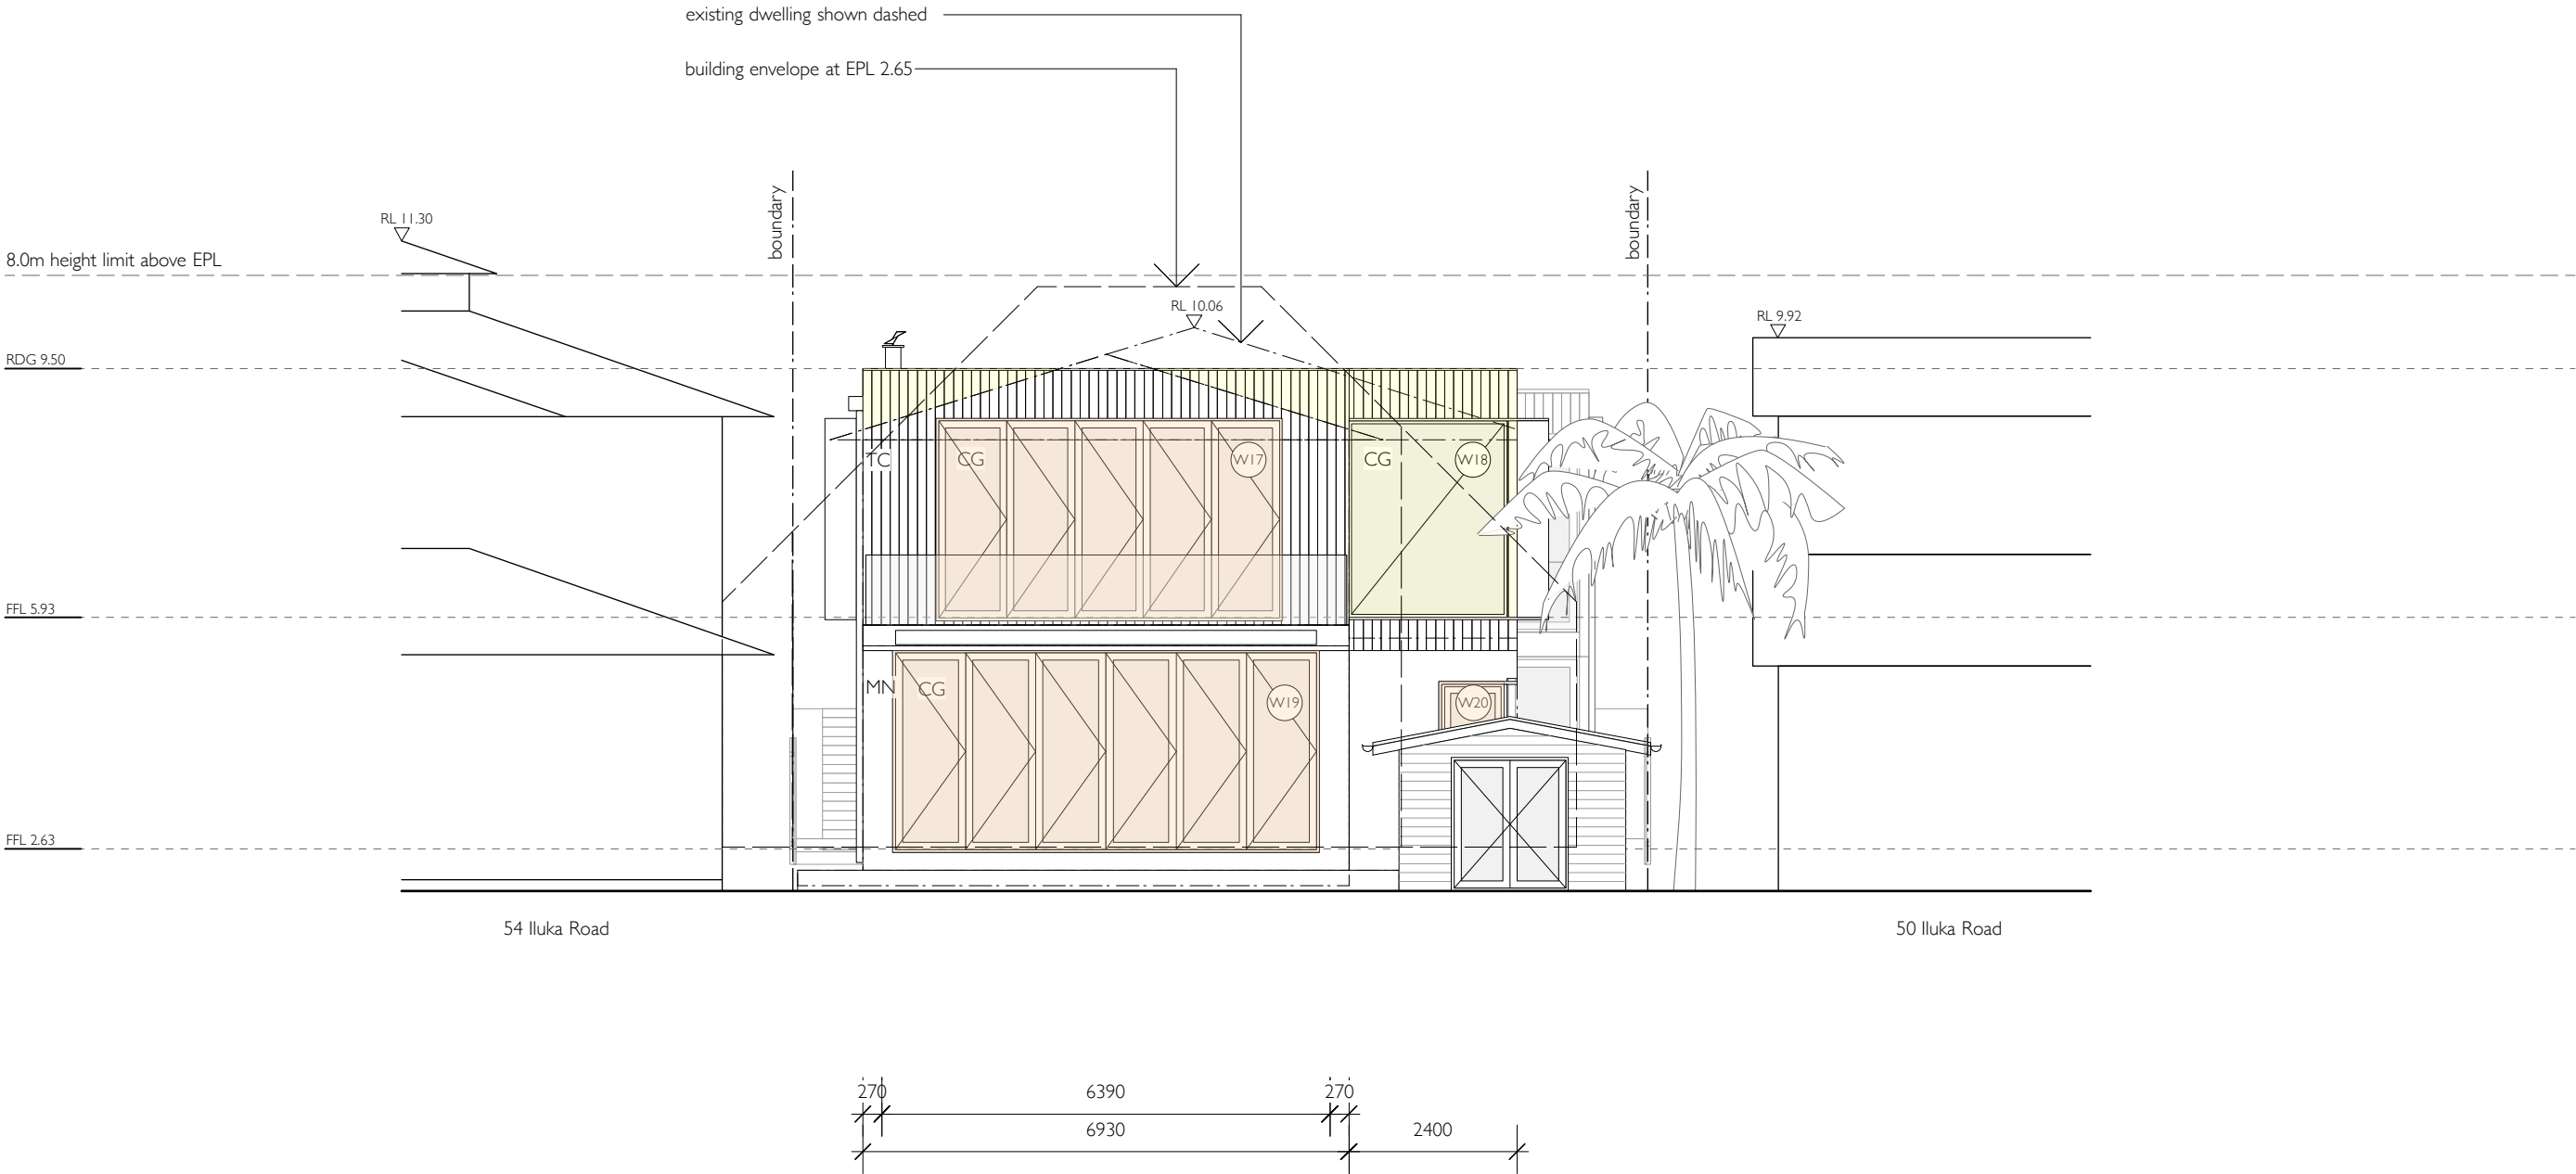 existing dwelling shown dashed
building envelope at EPL 2.65
boundary
boundary
RL 11.30
8.0m height limit above EPL
RL 10.06
RL 9.92
RDG 9.50
TC
CG
W17
CG
W18
FFL 5.93
MN
CG
W19
W20
FFL 2.63
54 Iluka Road
50 Iluka Road
270
6390
270
6930
2400